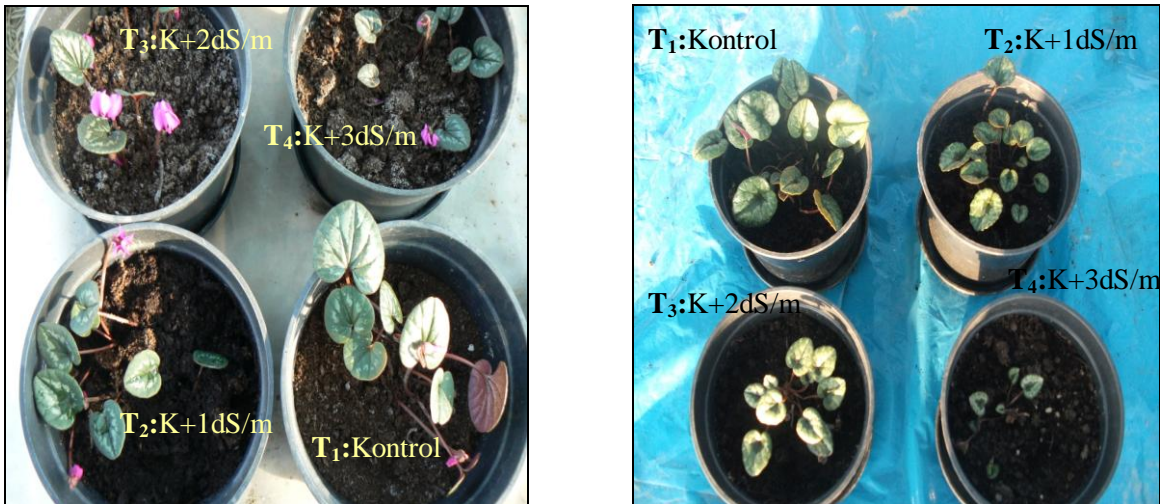 T₃:K+2dS/m
T₄:K+3dS/m
T₂:K+1dS/m
T₁:Kontrol
T₁:Kontrol
T₂:K+1dS/m
T₄:K+3dS/m
T₃:K+2dS/m